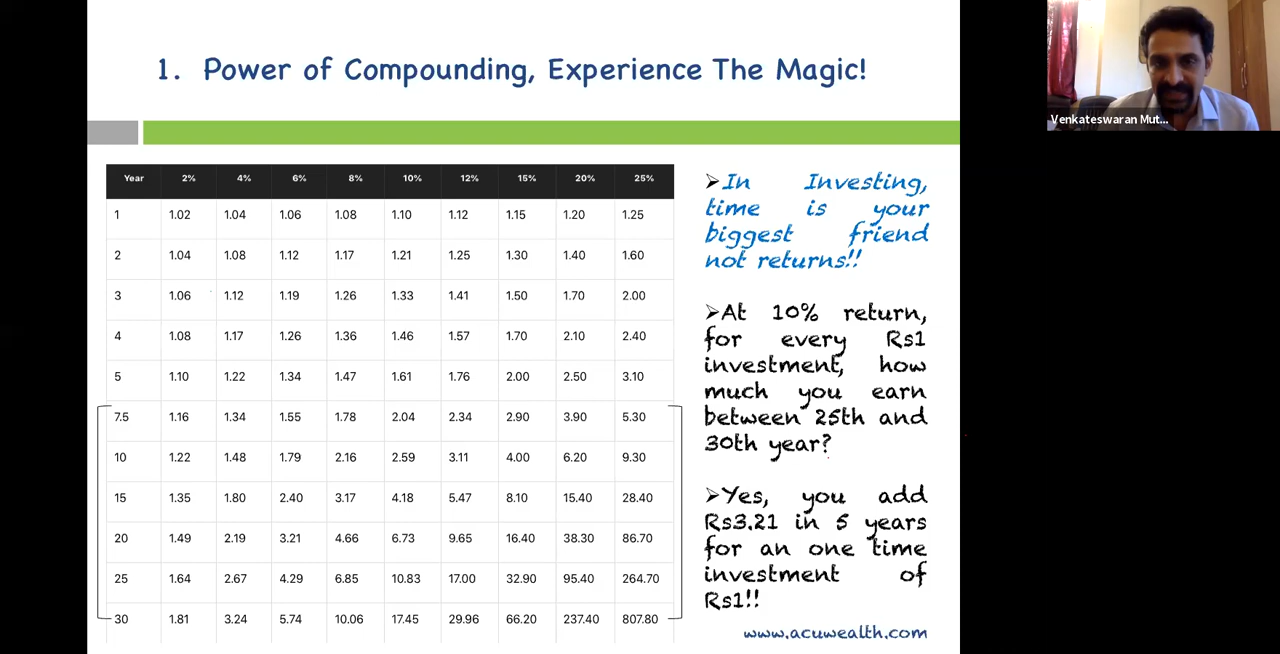 1. Power of Compounding, Experience The Magic!
Year 2% 4% 6% 8% 10% 12% 15% 20% 25%
1 1.02 1.04 1.06 1.08 1.10 1.12 1.15 1.20 1.25
2 1.04 1.08 1.12 1.17 1.21 1.25 1.30 1.40 1.60
3 1.06 1.12 1.19 1.26 1.33 1.41 1.50 1.70 2.00
4 1.08 1.17 1.26 1.36 1.46 1.57 1.70 2.10 2.40
5 1.10 1.22 1.34 1.47 1.61 1.76 2.00 2.50 3.10
7.5 1.16 1.34 1.55 1.78 2.04 2.34 2.90 3.90 5.30
10 1.22 1.48 1.79 2.16 2.59 3.11 4.00 6.20 9.30
15 1.35 1.80 2.40 3.17 4.18 5.47 8.10 15.40 28.40
20 1.49 2.19 3.21 4.66 6.73 9.65 16.40 38.30 86.70
25 1.64 2.67 4.29 6.85 10.83 17.00 32.90 95.40 264.70
30 1.81 3.24 5.74 10.06 17.45 29.96 66.20 237.40 807.80
➢In Investing,
time is your
biggest friend
not returns!!
➢At 10% return,
for every Rs1
investment, how
much you earn
between 25th and
30th year?
➢Yes, you add
Rs3.21 in 5 years
for an one time
investment of
Rs1!!
www.acuwealth.com
Venkateswaran Mut...